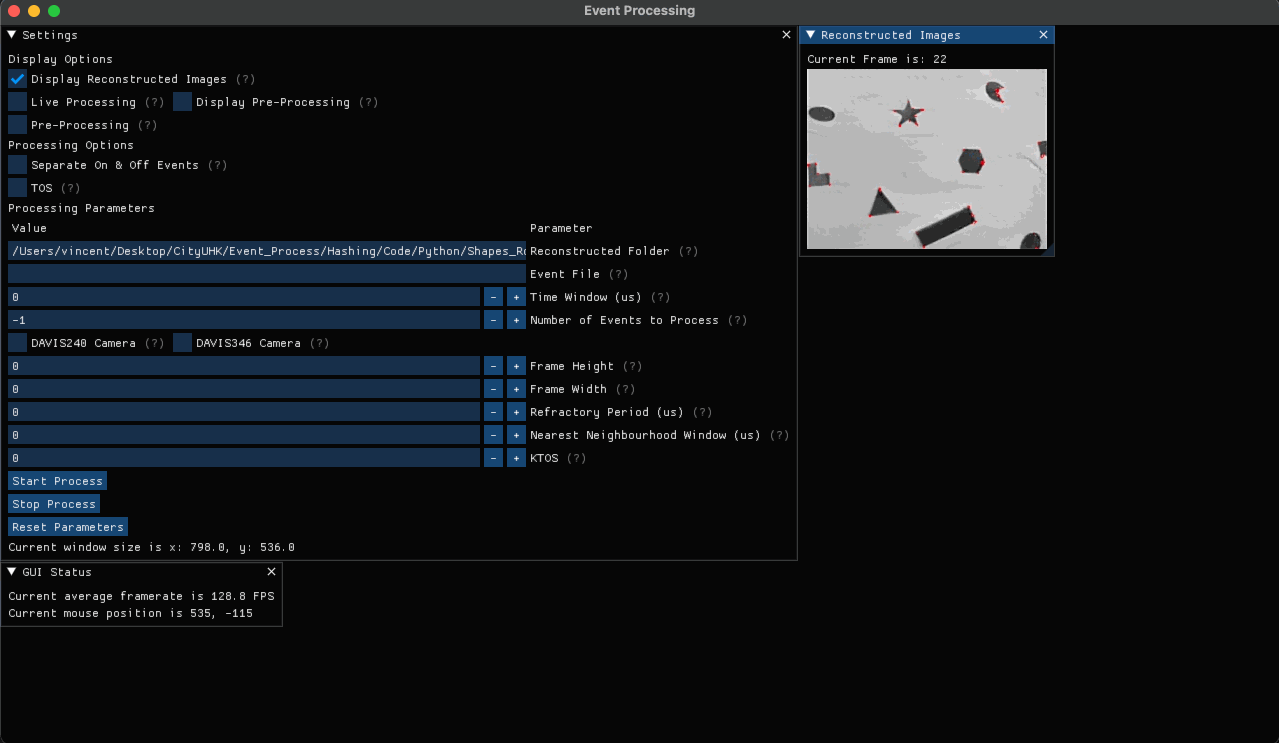 Event Processing
Settings
Display Options
Display Reconstructed Images (?)
Live Processing (?) Display Pre-Processing (?)
Pre-Processing (?)
Processing Options
Separate On & Off Events (?)
TOS (?)
Processing Parameters
Value Parameter
/Users/vincent/Desktop/CityUHK/Event_Process/Hashing/Code/Python/Shapes_Ro Reconstructed Folder (?)
Event File (?)
0 - + Time Window (us) (?)
-1 - + Number of Events to Process (?)
DAVIS240 Camera (?) DAVIS346 Camera (?)
0 - + Frame Height (?)
0 - + Frame Width (?)
0 - + Refractory Period (us) (?)
0 - + Nearest Neighbourhood Window (us) (?)
0 - + KTOS (?)
Start Process
Stop Process
Reset Parameters
Current window size is x: 798.0, y: 536.0
GUI Status
Current average framerate is 128.8 FPS
Current mouse position is 535, -115
Reconstructed Images
Current Frame is: 22